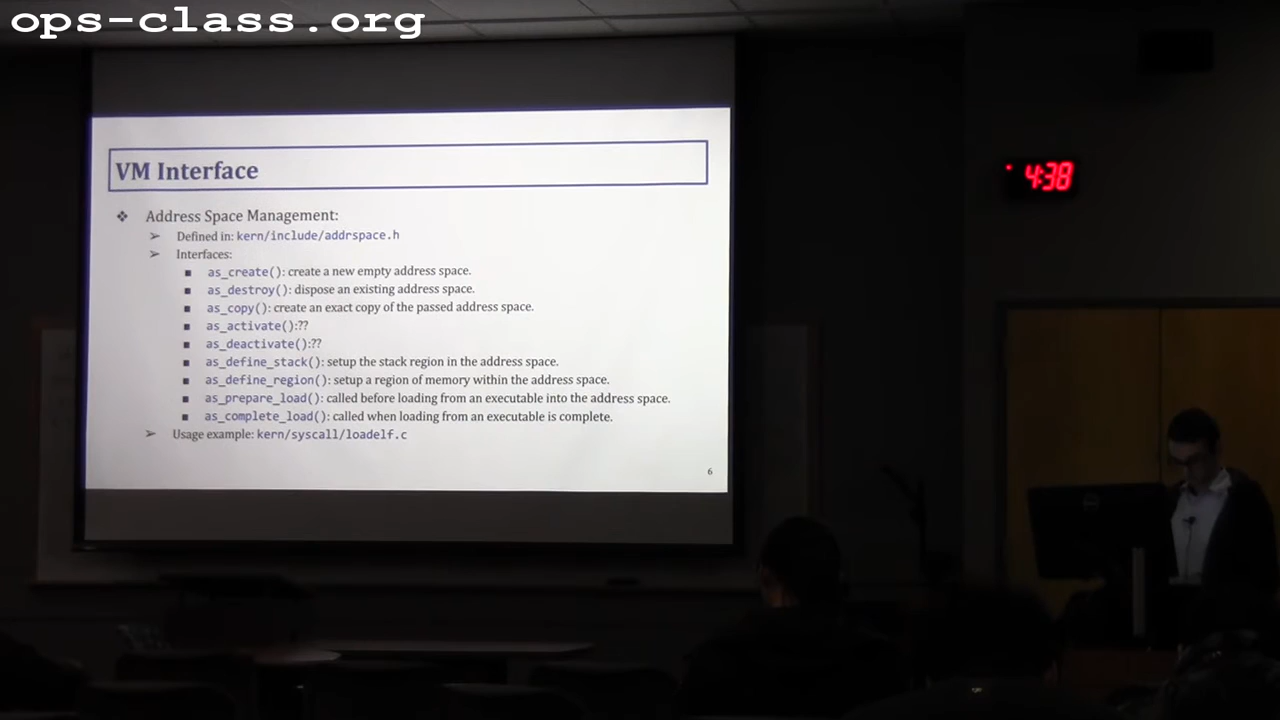 ops-class.org
VM Interface
❖ Address Space Management:
➢ Defined in: kern/include/addrspace.h
➢ Interfaces:
▪ as_create(): create a new empty address space.
▪ as_destroy(): dispose an existing address space.
▪ as_copy(): create an exact copy of the passed address space.
▪ as_activate():??
▪ as_deactivate():??
▪ as_define_stack(): setup the stack region in the address space.
▪ as_define_region(): setup a region of memory within the address space.
▪ as_prepare_load(): called before loading from an executable into the address space.
▪ as_complete_load(): called when loading from an executable is complete.
➢ Usage example: kern/syscall/loadelf.c
6
4:38